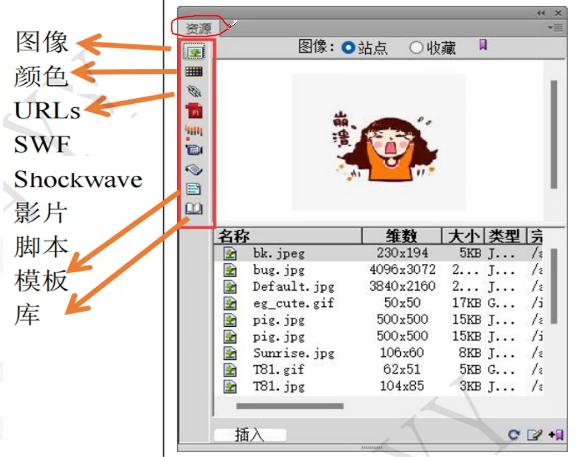 图像
颜色
URLs
SWF
Shockwave
影片
脚本
模板
库
资源
图像: 站点 收藏
崩溃
名称 维数 大小 类型 完
bk.jpeg 230x194 5KB J... /s
bug.jpg 4096x3072 2... J... /s
Default.jpg 3840x2160 2... J... /s
eg_cute.gif 50x50 17KB G... /i
pig.jpg 500x500 15KB J... /s
pig.jpg 500x500 15KB J... /i
Sunrise.jpg 106x60 8KB J... /s
T81.gif 62x51 5KB G... /s
T81.jpg 104x85 3KB J... /s
插入